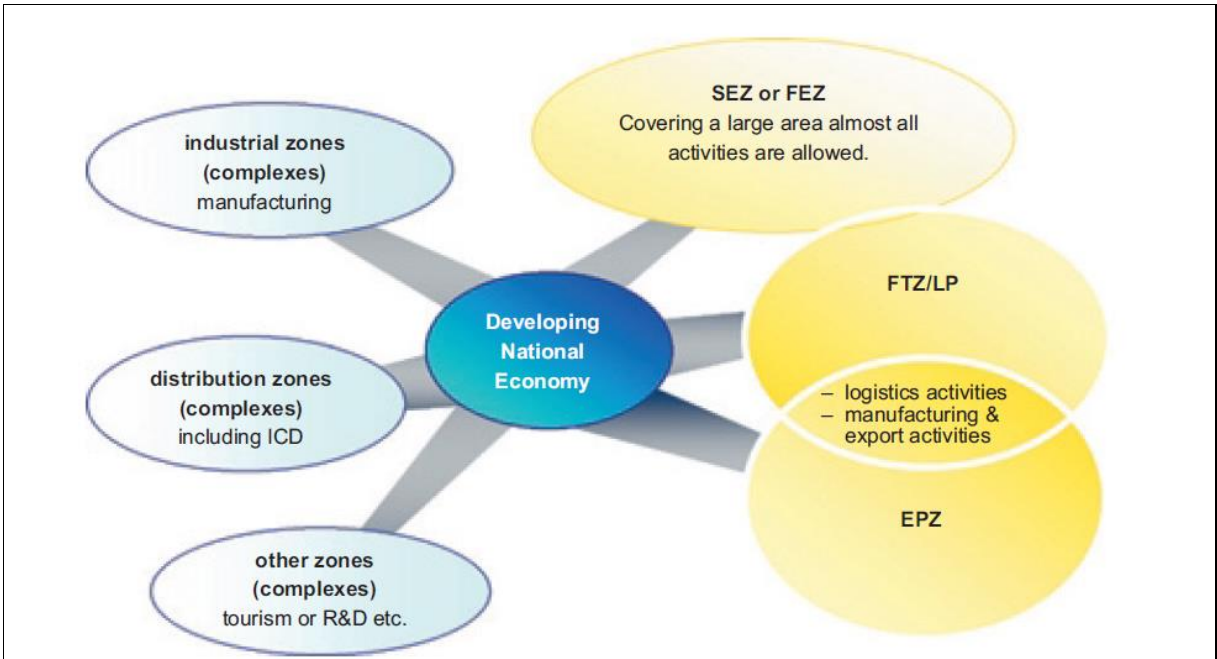 industrial zones
(complexes)
manufacturing
SEZ or FEZ
Covering a large area almost all
activities are allowed.
Developing
National
Economy
FTZ/LP
distribution zones
(complexes)
including ICD
– logistics activities
– manufacturing &
export activities
EPZ
other zones
(complexes)
tourism or R&D etc.